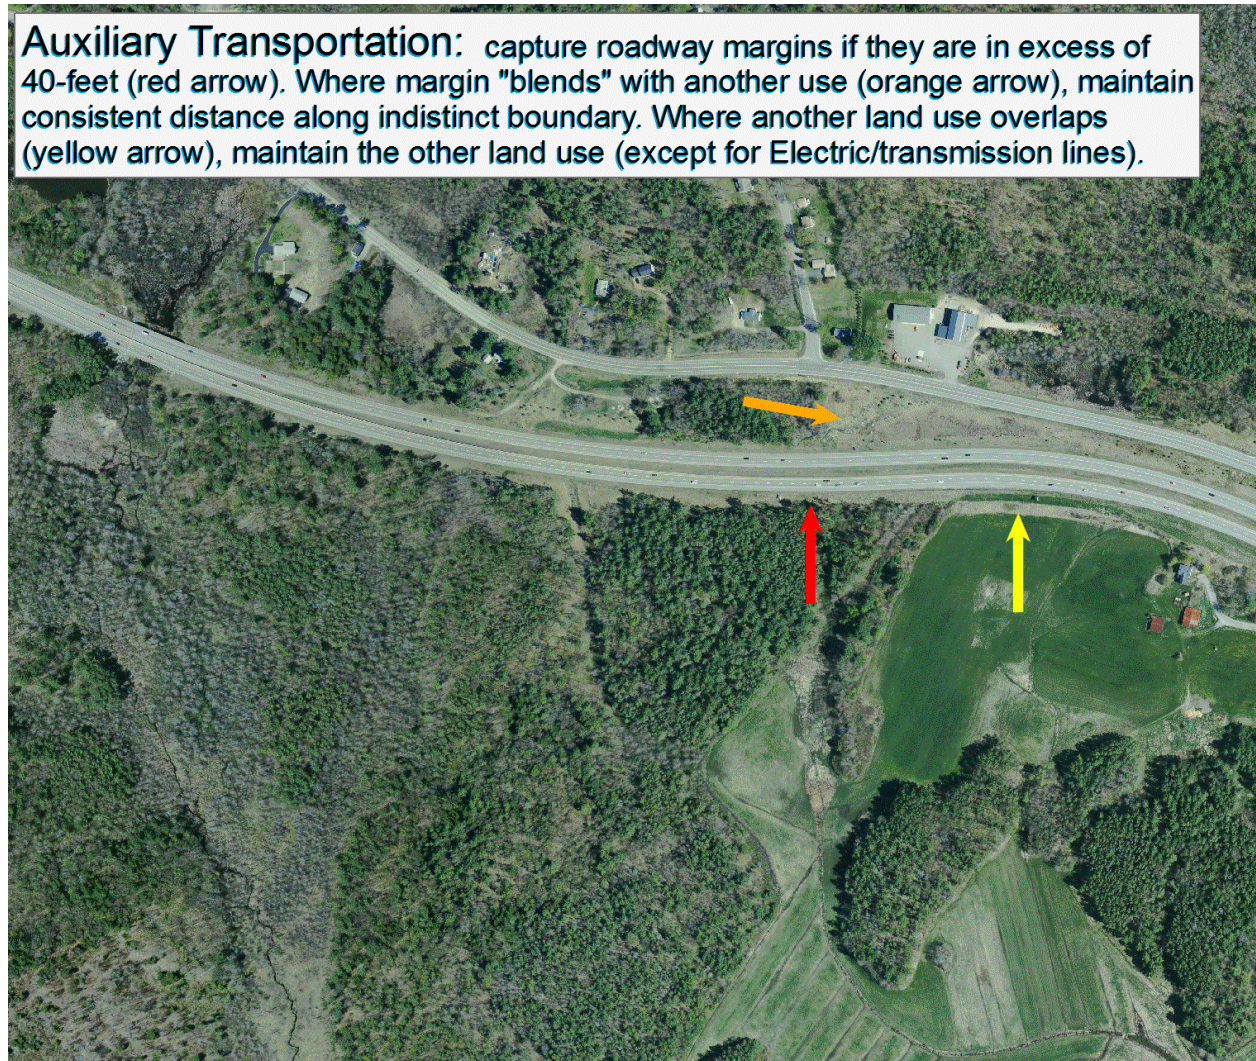 Auxiliary Transportation: capture roadway margins if they are in excess of
40-feet (red arrow). Where margin "blends" with another use (orange arrow), maintain
consistent distance along indistinct boundary. Where another land use overlaps
(yellow arrow), maintain the other land use (except for Electric/transmission lines).